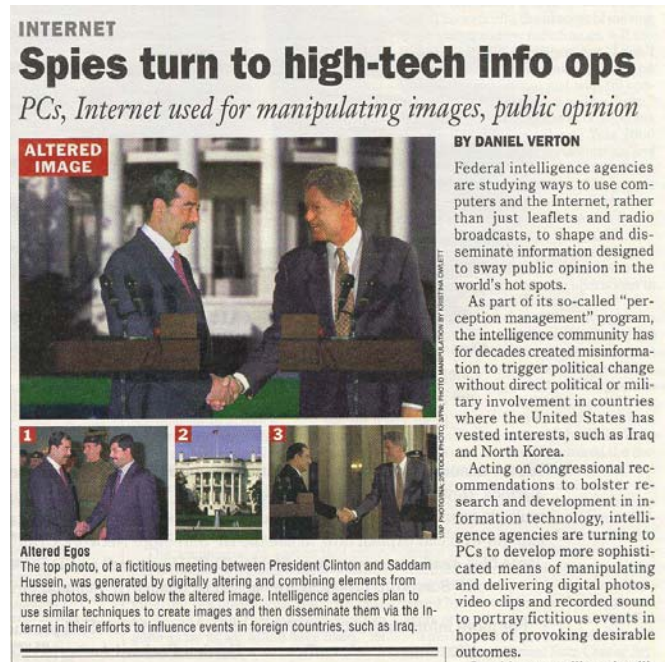 INTERNET
Spies turn to high-tech info ops
PCs, Internet used for manipulating images, public opinion
ALTERED
IMAGE
1
2
3
Altered Egos
The top photo, of a fictitious meeting between President Clinton and Saddam
Hussein, was generated by digitally altering and combining elements from
three photos, shown below the altered image. Intelligence agencies plan to
use similar techniques to create images and then disseminate them via the In-
ternet in their efforts to influence events in foreign countries, such as Iraq.
BY DANIEL VERTON
Federal intelligence agencies
are studying ways to use com-
puters and the Internet, rather
than just leaflets and radio
broadcasts, to shape and dis-
seminate information designed
to sway public opinion in the
world's hot spots.
As part of its so-called “per-
ception management” program,
the intelligence community has
for decades created misinforma-
tion to trigger political change
without direct political or mili-
tary involvement in countries
where the United States has
vested interests, such as Iraq
and North Korea.
Acting on congressional rec-
ommendations to bolster re-
search and development in in-
formation technology, intelli-
gence agencies are turning to
PCs to develop more sophisti-
cated means of manipulating
and delivering digital photos,
video clips and recorded sound
to portray fictitious events in
hopes of provoking desirable
outcomes.